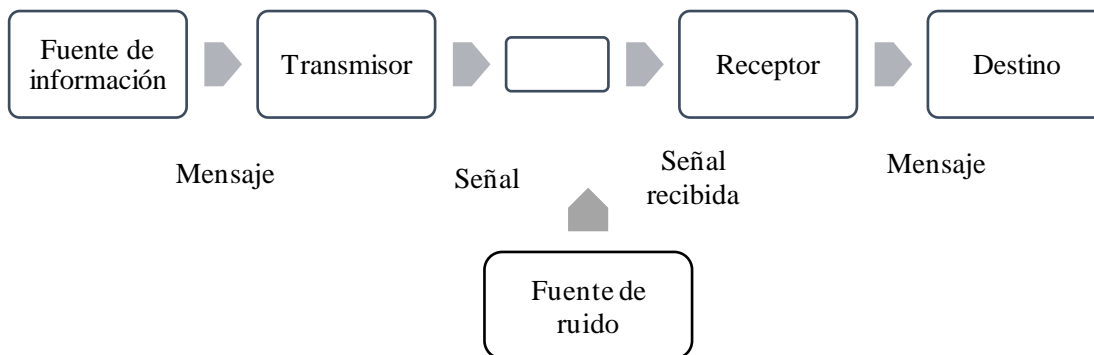 Fuente de
información
Transmisor
Receptor
Destino
Mensaje
Señal
Señal
recibida
Mensaje
Fuente de
ruido